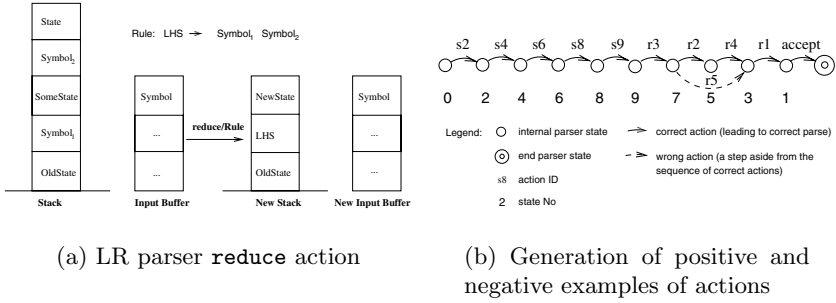 State
Symbol2
SomeState
Symbol1
OldState
Stack
Rule: LHS → Symbol1 Symbol2
Symbol
...
...
Input Buffer
reduce/Rule
NewState
LHS
OldState
New Stack
Symbol
...
...
New Input Buffer
(a) LR parser reduce action
s2 s4 s6 s8 s9 r3 r2 r4 r1 accept
r5
0 2 4 6 8 9 7 5 3 1
Legend:
internal parser state
end parser state
s8 action ID
2 state No
correct action (leading to correct parse)
wrong action (a step aside from the
sequence of correct actions)
(b) Generation of positive and
negative examples of actions